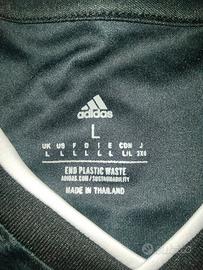 adidas
L
UK US F D E CDN J
L L L L L L/G 2XO
END PLASTIC WASTE
ADIDAS.COM/SUSTAINABILITY
MADE IN THAILAND